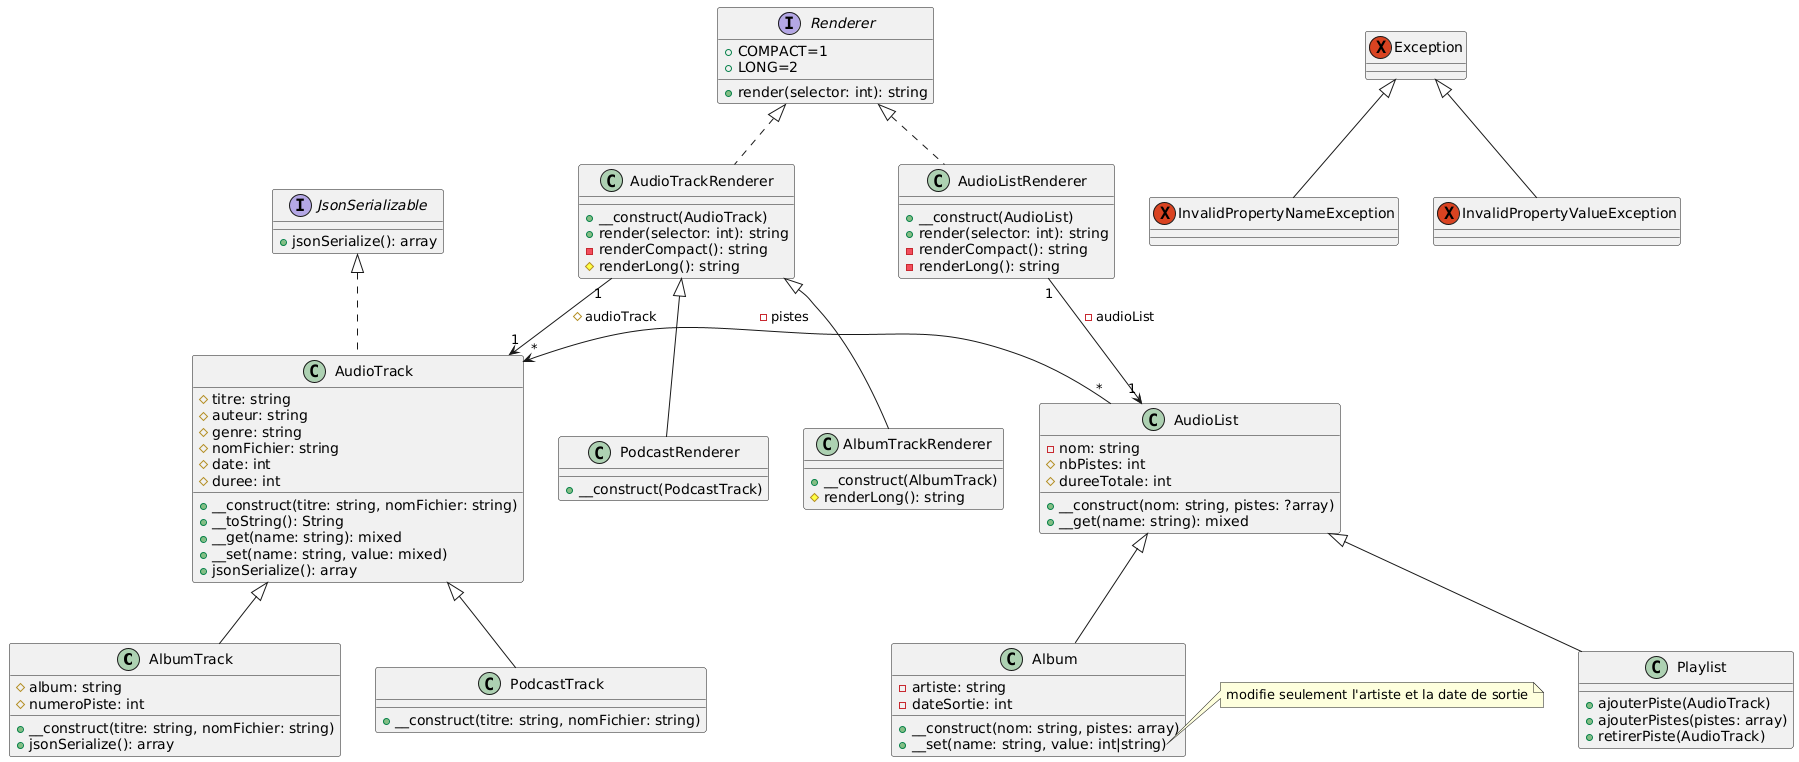 I Renderer
COMPACT=1
LONG=2
render(selector: int): string
X Exception
I JsonSerializable
jsonSerialize(): array
C AudioTrackRenderer
__construct(AudioTrack)
render(selector: int): string
renderCompact(): string
renderLong(): string
C AudioListRenderer
__construct(AudioList)
render(selector: int): string
renderCompact(): string
renderLong(): string
X InvalidPropertyNameException
X InvalidPropertyValueException
1
audioTrack
1
pistes
*
*
1
audioList
1
C AudioTrack
titre: string
auteur: string
genre: string
nomFichier: string
date: int
duree: int
__construct(titre: string, nomFichier: string)
__toString(): String
__get(name: string): mixed
__set(name: string, value: mixed)
jsonSerialize(): array
C PodcastRenderer
__construct(PodcastTrack)
C AlbumTrackRenderer
__construct(AlbumTrack)
renderLong(): string
C AudioList
nom: string
nbPistes: int
dureeTotale: int
__construct(nom: string, pistes: ?array)
__get(name: string): mixed
C AlbumTrack
album: string
numeroPiste: int
__construct(titre: string, nomFichier: string)
jsonSerialize(): array
C PodcastTrack
__construct(titre: string, nomFichier: string)
C Album
artiste: string
dateSortie: int
__construct(nom: string, pistes: array)
__set(name: string, value: int|string)
modifie seulement l'artiste et la date de sortie
C Playlist
ajouterPiste(AudioTrack)
ajouterPistes(pistes: array)
retirerPiste(AudioTrack)